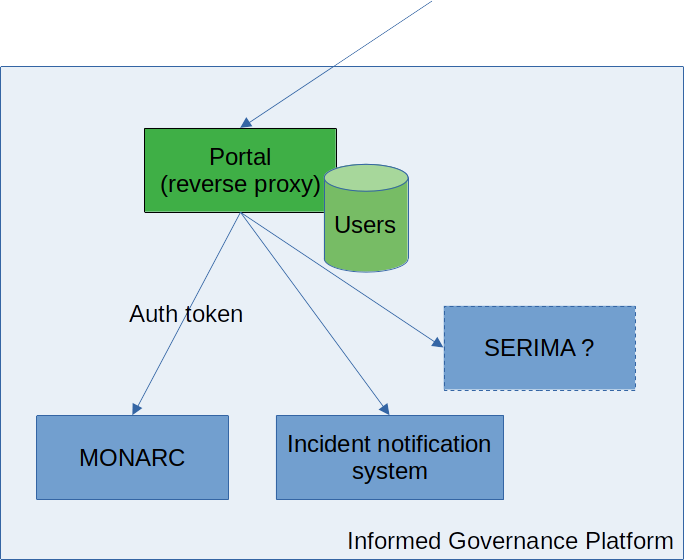 Portal
(reverse proxy)
Users
Auth token
SERIMA ?
MONARC
Incident notification
system
Informed Governance Platform